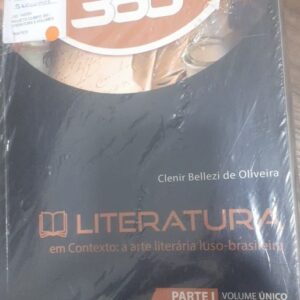 360°
Clenir Bellezi de Oliveira
LITERATURA
em Contexto: a arte literária luso-brasileira
PARTE I VOLUME ÚNICO